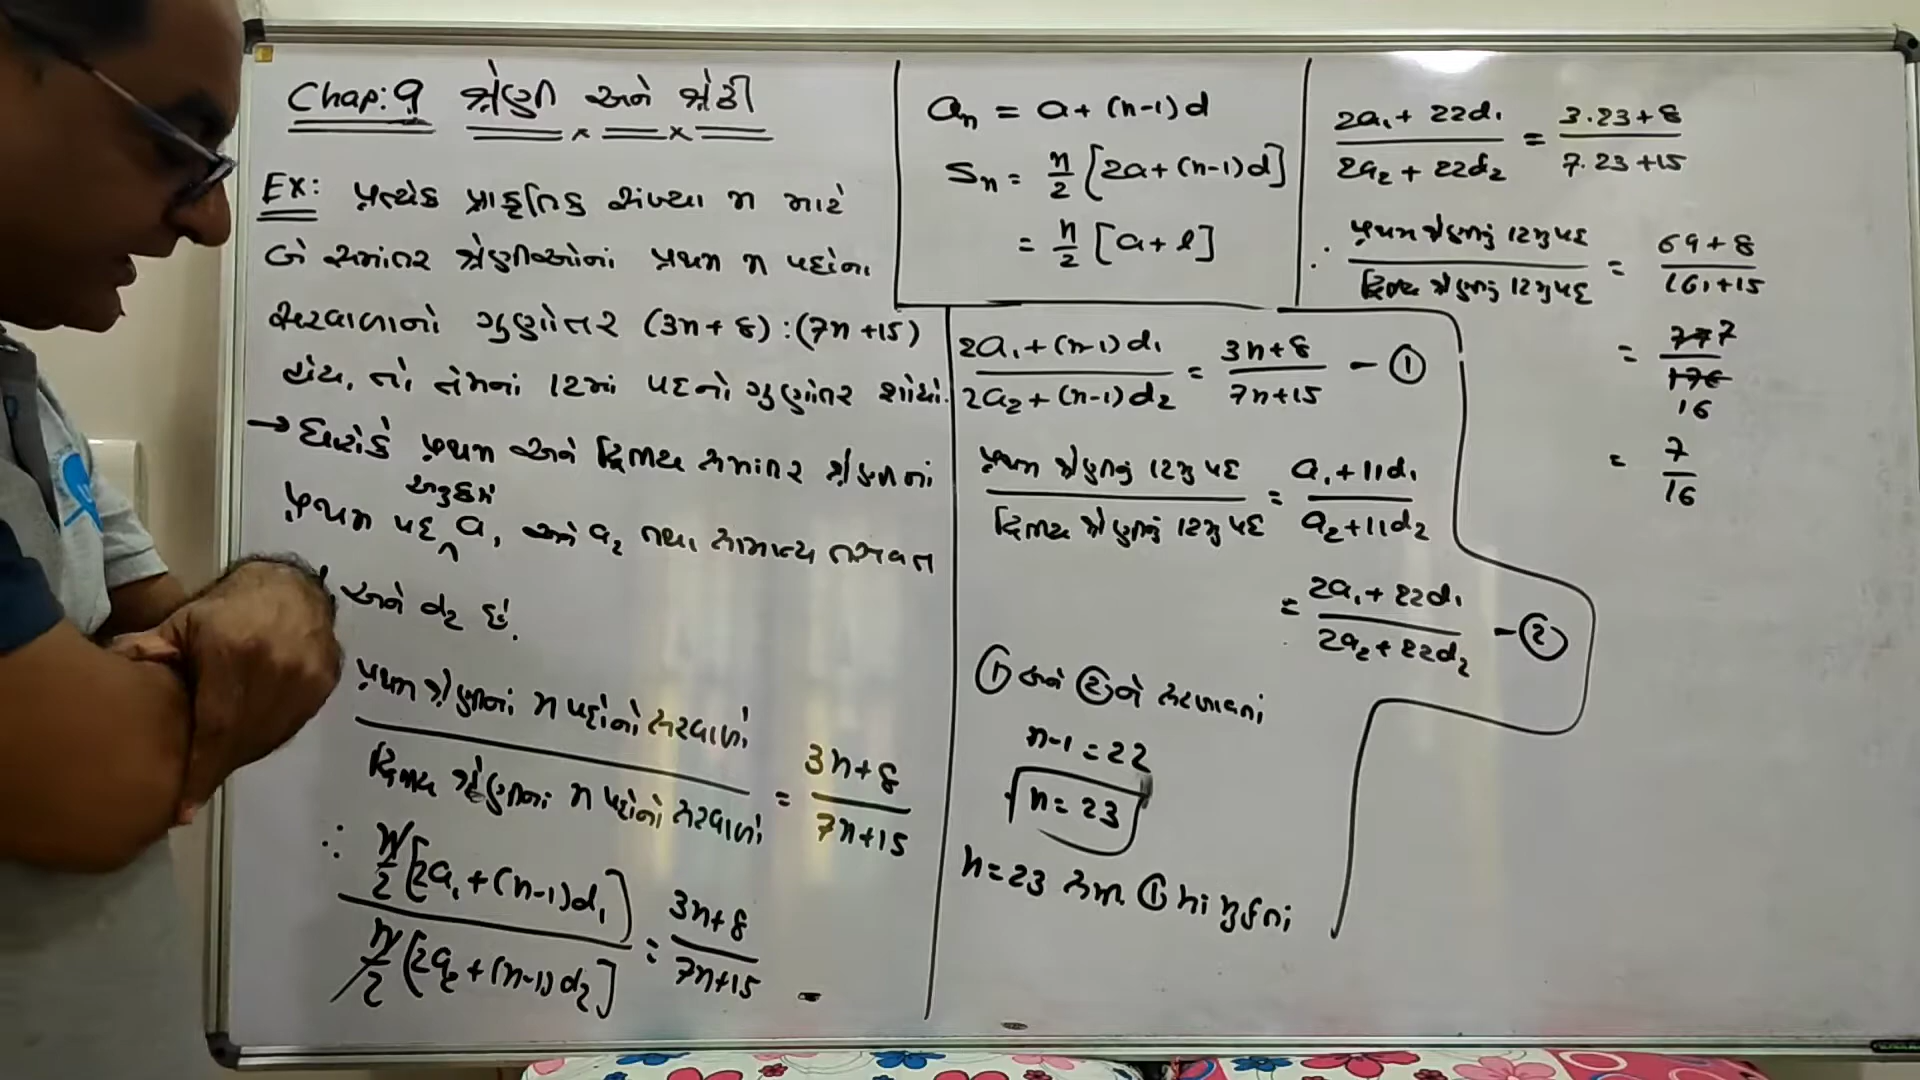 Chap: 9 શ્રેણી અને શ્રેઢી
Ex: પ્રત્યેક પ્રાકૃતિક સંખ્યા n માટે
બે સમાંતર શ્રેણીઓનાં પ્રથમ n પદોના
સરવાળાનો ગુણોત્તર (3n + 8) : (7n + 15)
હોય, તો તેમનાં 12માં પદનો ગુણોત્તર શોધો.
→ ધારોકે પ્રથમ અને દ્વિતીય સમાંતર શ્રેણીનાં
અનુક્રમે
પ્રથમ પદ ^ a₁ અને a₂ તથા સામાન્ય તફાવત
અને d₂ છે.
પ્રથમ શ્રેણીનાં n પદોનો સરવાળો / દ્વિતીય શ્રેણીનાં n પદોનો સરવાળો = 3n+8 / 7n+15
∴ n/2 [2a₁ + (n-1)d₁] / n/2 [2a₂ + (n-1)d₂] = 3n+8 / 7n+15 -
aₙ = a + (n-1)d
Sₙ = n/2 [2a + (n-1)d]
= n/2 [a + l]
2a₁ + (n-1)d₁ / 2a₂ + (n-1)d₂ = 3n+8 / 7n+15 - ①
પ્રથમ શ્રેણીનું 12મુ પદ / દ્વિતીય શ્રેણીનું 12મુ પદ = a₁ + 11d₁ / a₂ + 11d₂
= 2a₁ + 22d₁ / 2a₂ + 22d₂ - ②
① અને ② ને સરખાવતાં
n-1 = 22
n = 23
n = 23 સમી ① માં મુકતાં
2a₁ + 22d₁ / 2a₂ + 22d₂ = 3.23+8 / 7.23+15
∴ પ્રથમ શ્રેણીનું 12મુ પદ / દ્વિતીય શ્રેણીનું 12મુ પદ = 69+8 / 161+15
= 77 7 / 176 16
= 7 / 16